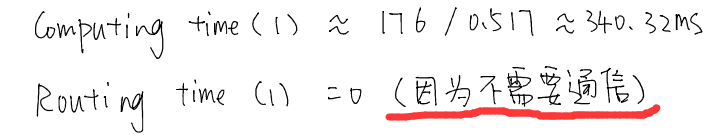 Computing time (1) ≈ 176 / 0.517 ≈ 340.32ms
Routing time (1) = 0 (因为不需要通信)